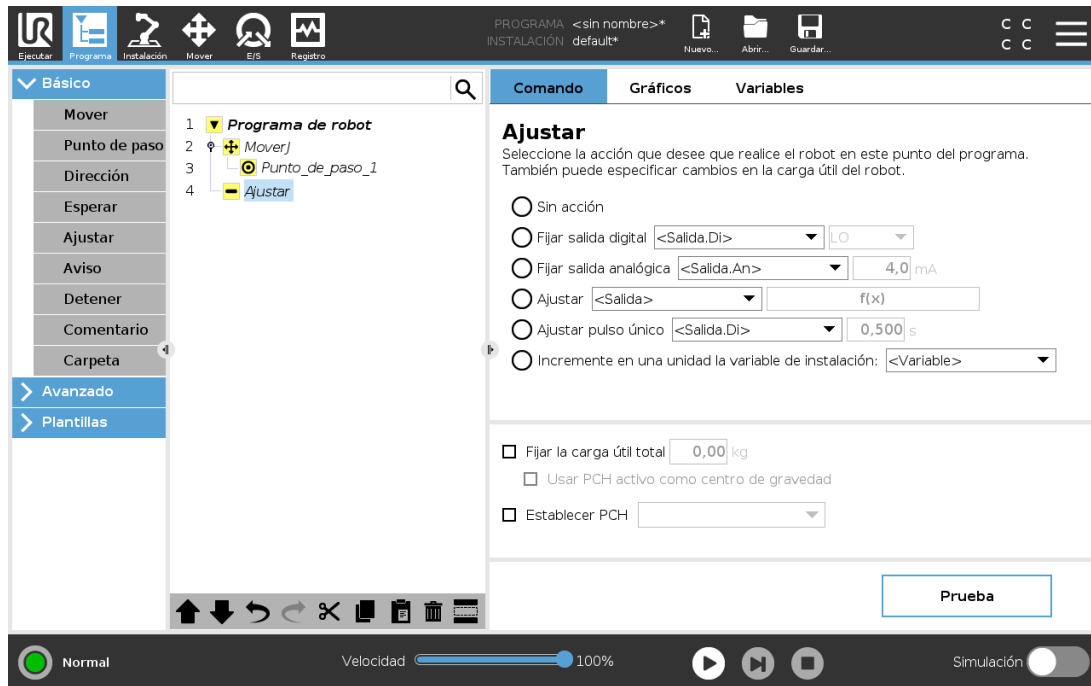 PROGRAMA <sin nombre>*
INSTALACIÓN default*
Ejecutar Programa Instalación Mover E/S Registro Nuevo... Abrir... Guardar...
C C
C C
Básico
Mover
Punto de paso
Dirección
Esperar
Ajustar
Aviso
Detener
Comentario
Carpeta
Avanzado
Plantillas
1 Programa de robot
2 MoverJ
3 Punto_de_paso_1
4 Ajustar
Comando Gráficos Variables
Ajustar
Seleccione la acción que desee que realice el robot en este punto del programa.
También puede especificar cambios en la carga útil del robot.
Sin acción
Fijar salida digital <Salida.Di> LO
Fijar salida analógica <Salida.An> 4,0 mA
Ajustar <Salida> f(x)
Ajustar pulso único <Salida.Di> 0,500 s
Incremente en una unidad la variable de instalación: <Variable>
Fijar la carga útil total 0,00 kg
Usar PCH activo como centro de gravedad
Establecer PCH
Prueba
Normal Velocidad 100% Simulación